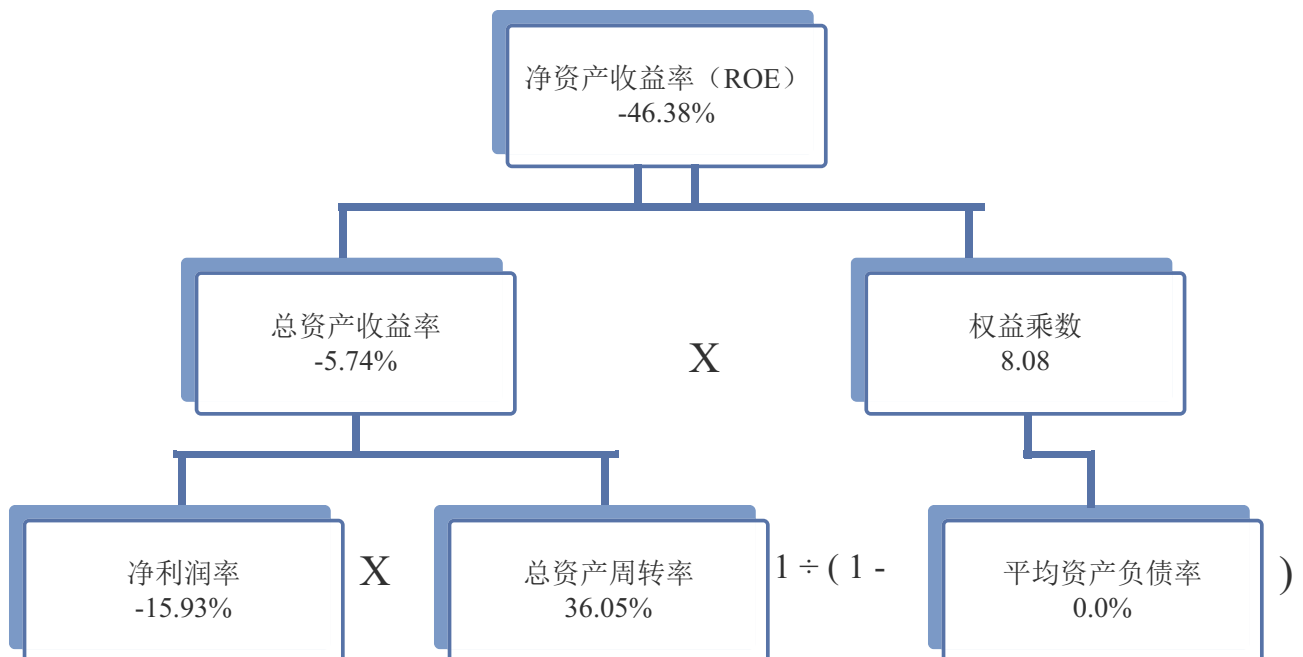 净资产收益率（ROE）
-46.38%
总资产收益率
-5.74%
X
权益乘数
8.08
净利润率
-15.93%
X
总资产周转率
36.05%
1 ÷ ( 1 -
平均资产负债率
0.0%
)